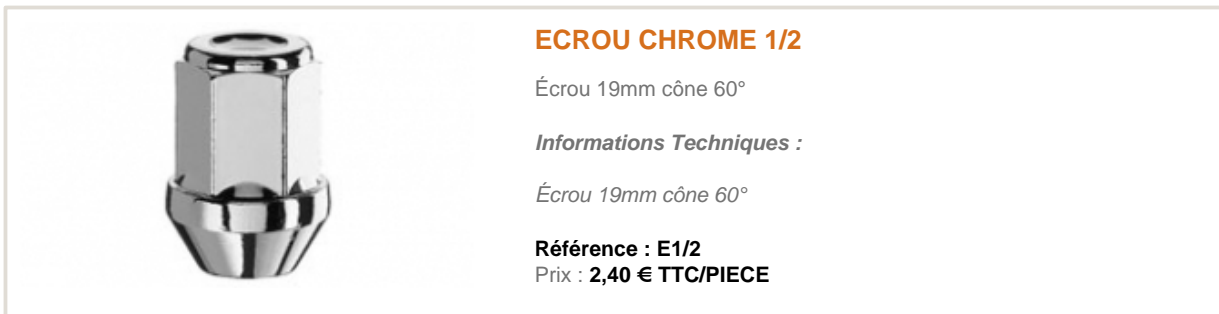 ECROU CHROME 1/2
Écrou 19mm cône 60°
Informations Techniques :
Écrou 19mm cône 60°
Référence : E1/2
Prix : 2,40 € TTC/PIECE